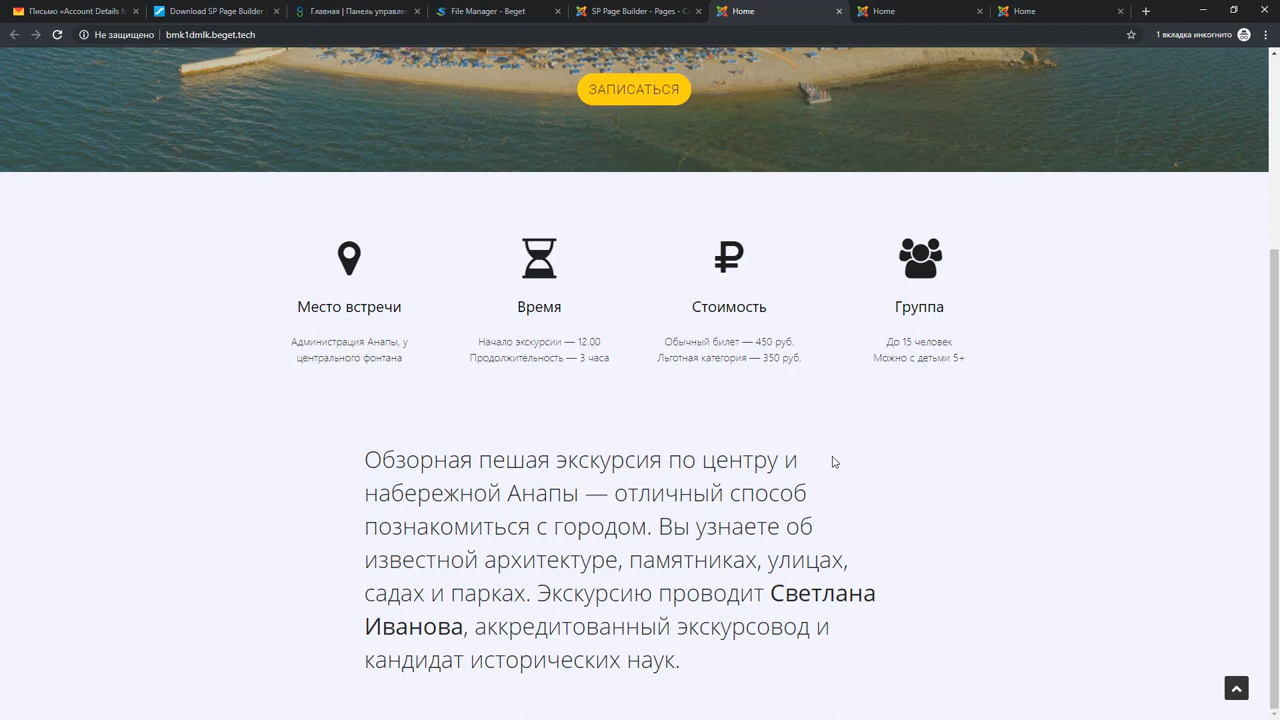 Письмо «Account Details fo
Download SP Page Builder
Главная | Панель управлен
File Manager - Beget
SP Page Builder - Pages - С
Home
Home
Home
Не защищено | bmk1dmlk.beget.tech
1 вкладка инкогнито
ЗАПИСАТЬСЯ
Место встречи
Администрация Анапы, у
центрального фонтана
Время
Начало экскурсии — 12.00
Продолжительность — 3 часа
Стоимость
Обычный билет — 450 руб.
Льготная категория — 350 руб.
Группа
До 15 человек
Можно с детьми 5+
Обзорная пешая экскурсия по центру и
набережной Анапы — отличный способ
познакомиться с городом. Вы узнаете об
известной архитектуре, памятниках, улицах,
садах и парках. Экскурсию проводит Светлана
Иванова, аккредитованный экскурсовод и
кандидат исторических наук.